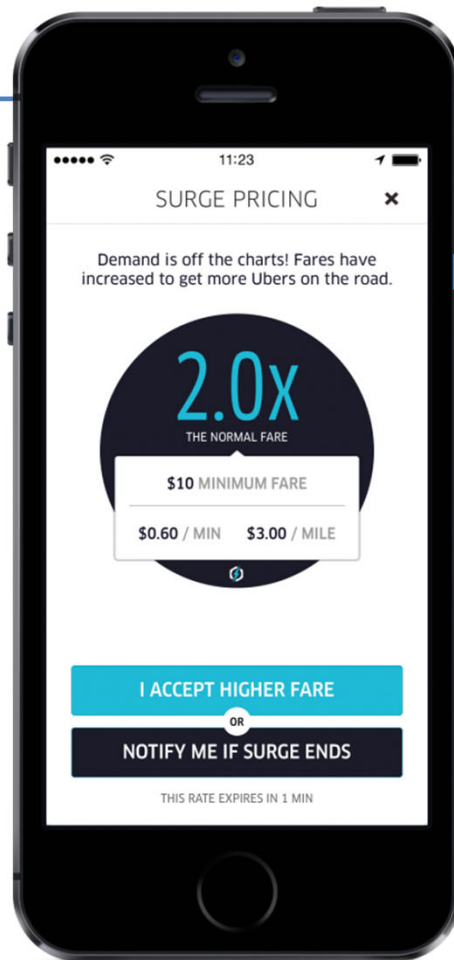 11:23
SURGE PRICING ×
Demand is off the charts! Fares have
increased to get more Ubers on the road.
2.0x
THE NORMAL FARE
$10 MINIMUM FARE
$0.60 / MIN $3.00 / MILE
I ACCEPT HIGHER FARE
OR
NOTIFY ME IF SURGE ENDS
THIS RATE EXPIRES IN 1 MIN